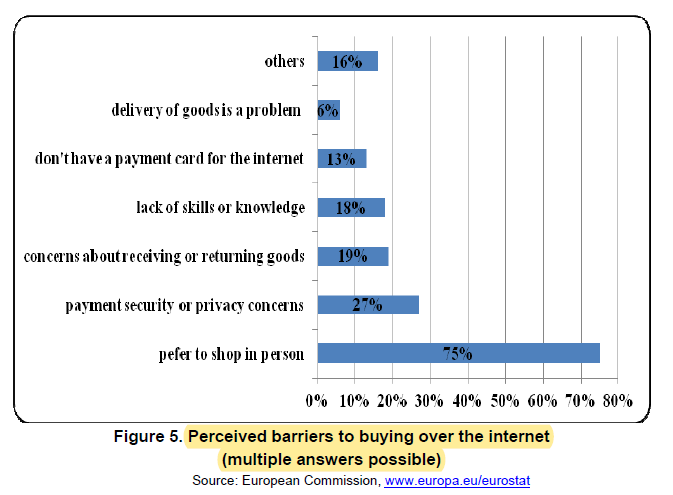 others 16%
delivery of goods is a problem 6%
don't have a payment card for the internet 13%
lack of skills or knowledge 18%
concerns about receiving or returning goods 19%
payment security or privacy concerns 27%
pefer to shop in person 75%
0% 10% 20% 30% 40% 50% 60% 70% 80%
Figure 5. Perceived barriers to buying over the internet
(multiple answers possible)
Source: European Commission, www.europa.eu/eurostat